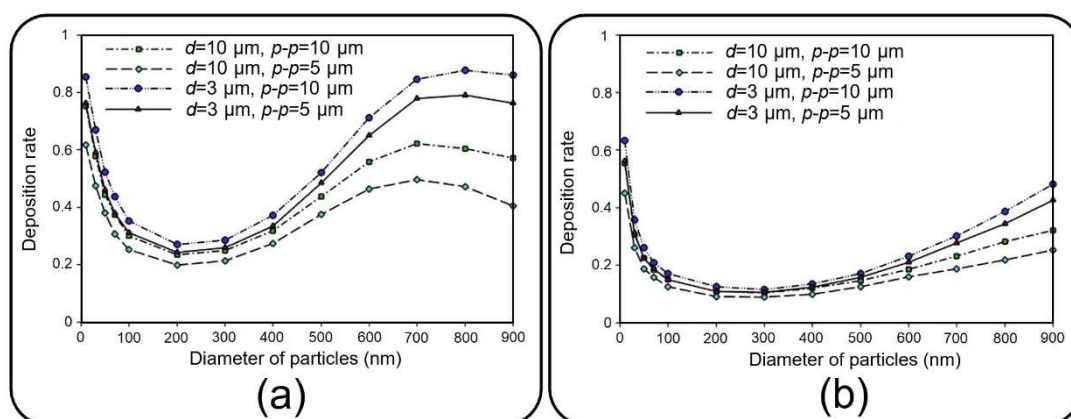 1
0.8
0.6
0.4
0.2
0
Deposition rate
d=10 μm, p-p=10 μm
d=10 μm, p-p=5 μm
d=3 μm, p-p=10 μm
d=3 μm, p-p=5 μm
0 100 200 300 400 500 600 700 800 900
Diameter of particles (nm)
(a)
1
0.8
0.6
0.4
0.2
0
Deposition rate
d=10 μm, p-p=10 μm
d=10 μm, p-p=5 μm
d=3 μm, p-p=10 μm
d=3 μm, p-p=5 μm
0 100 200 300 400 500 600 700 800 900
Diameter of particles (nm)
(b)